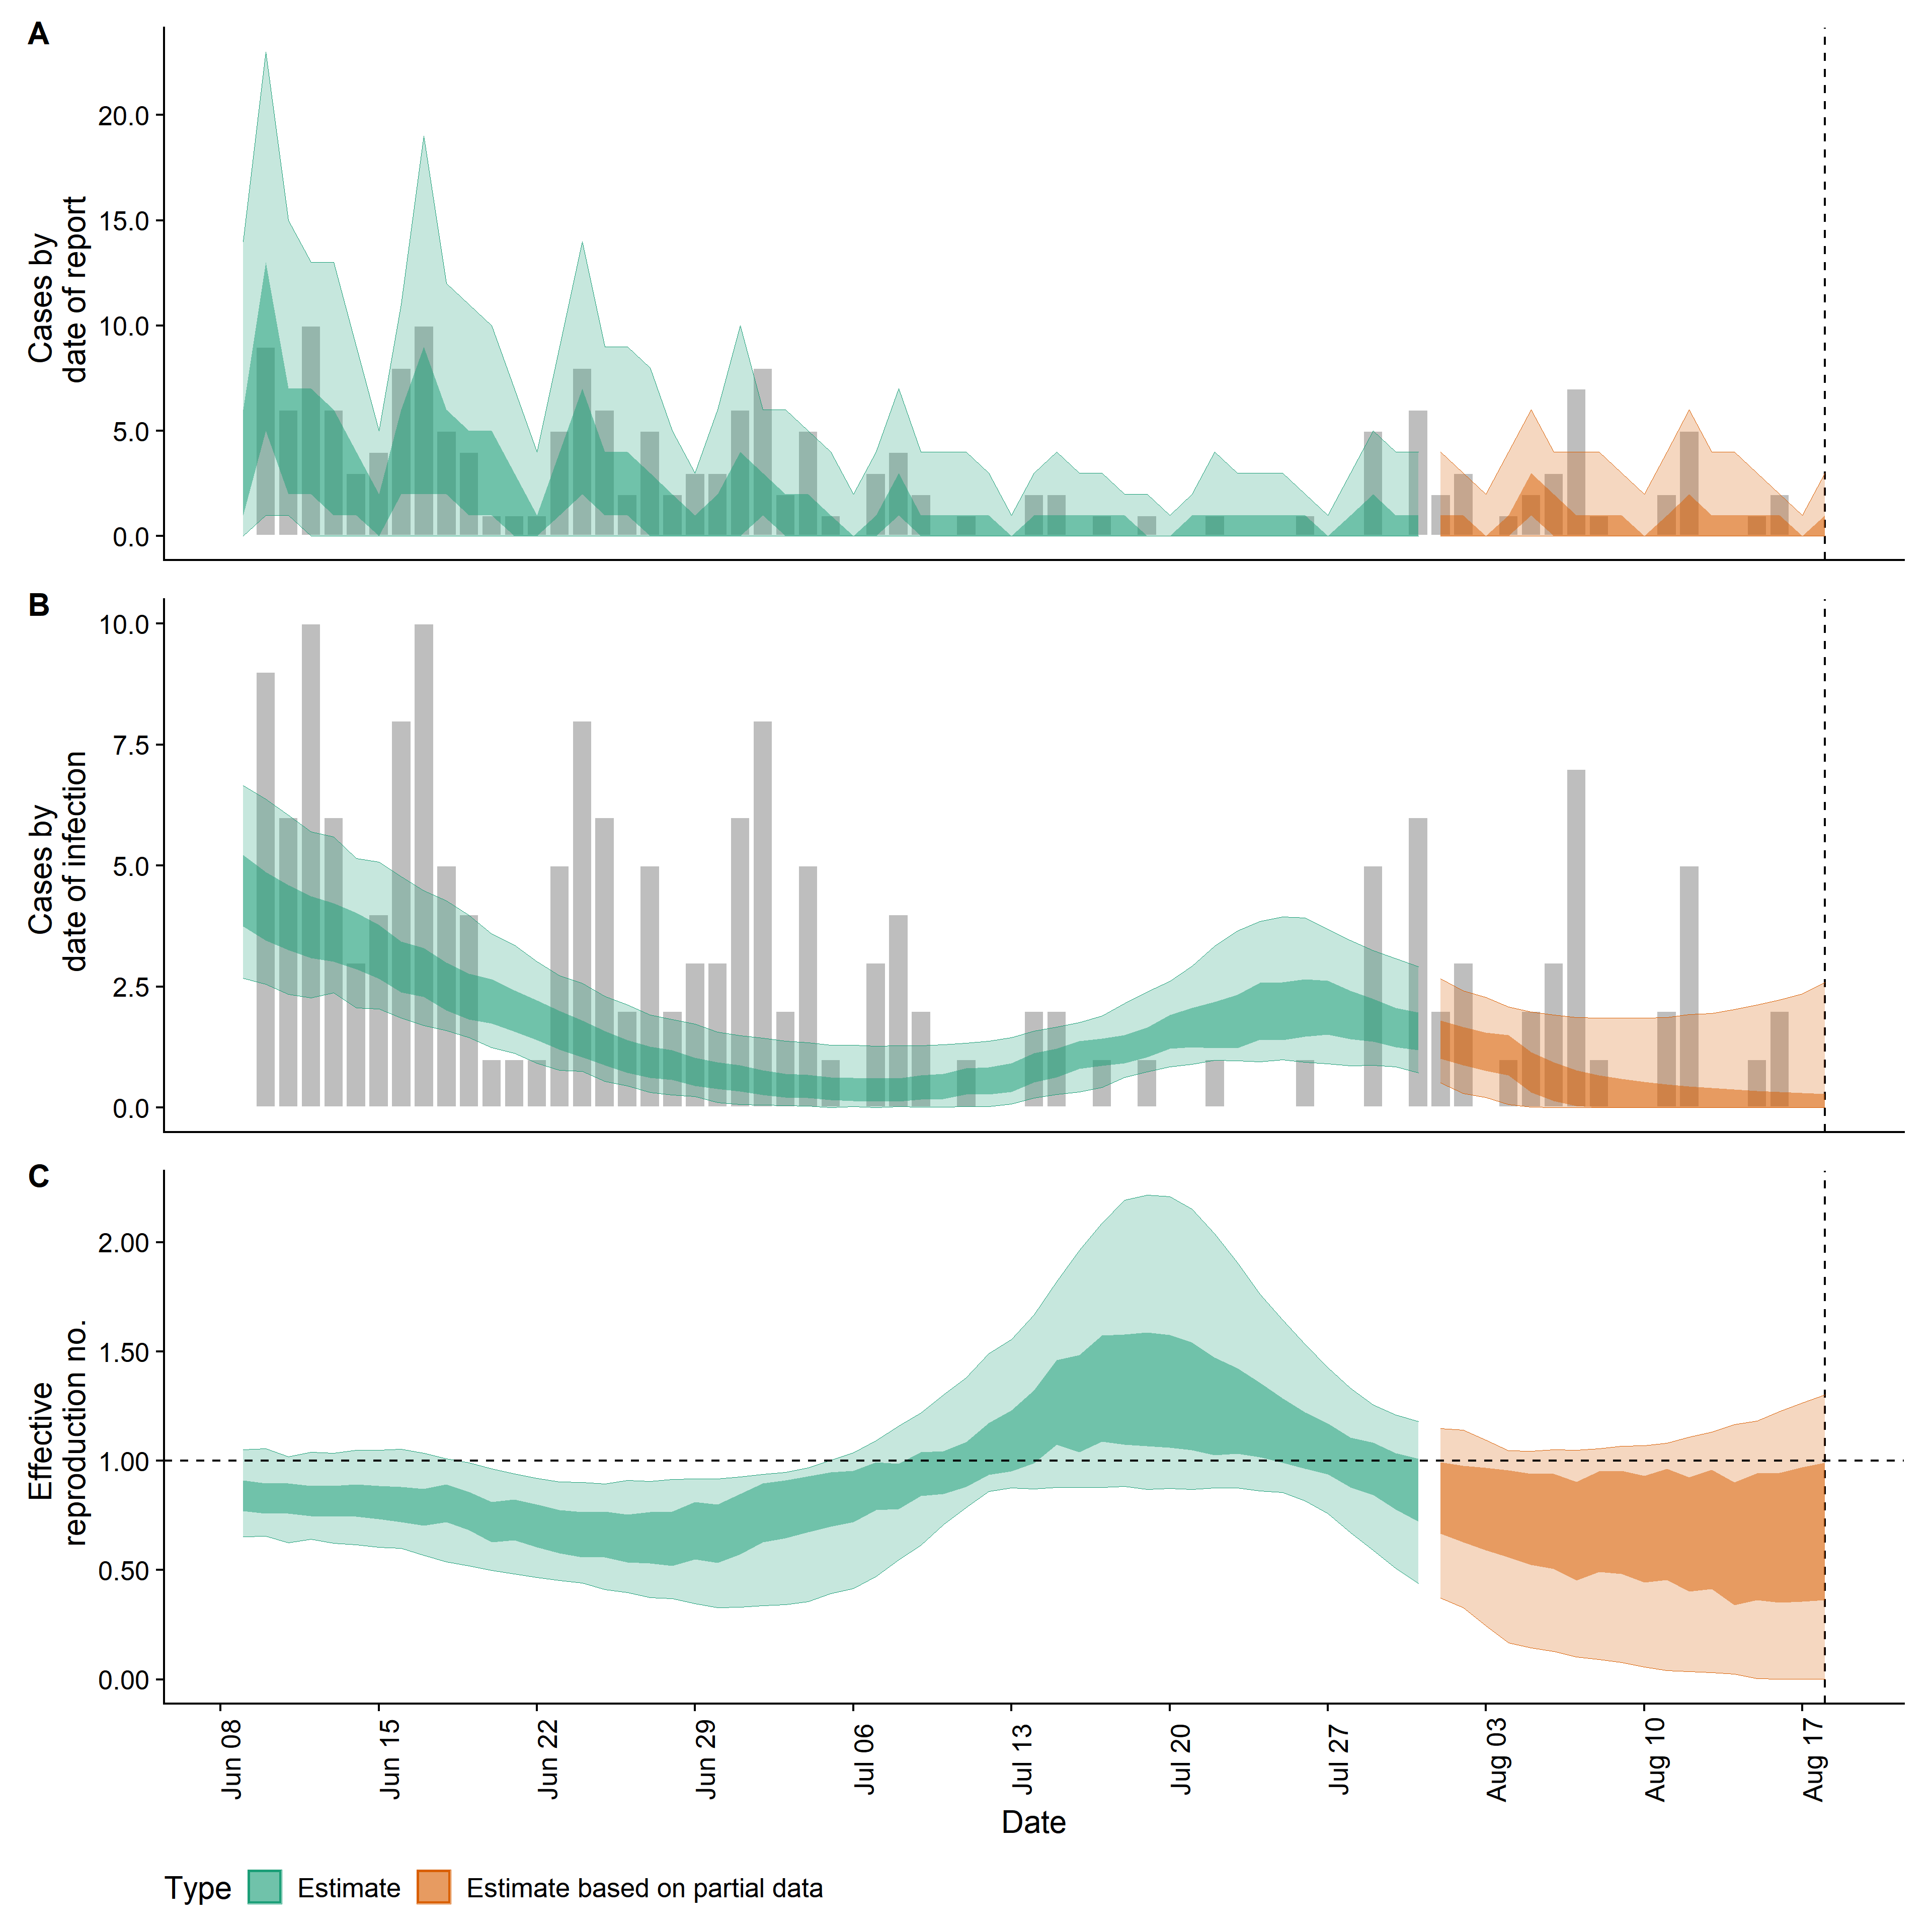 A
Cases by
date of report
20.0
15.0
10.0
5.0
0.0
B
Cases by
date of infection
10.0
7.5
5.0
2.5
0.0
C
Effective
reproduction no.
2.00
1.50
1.00
0.50
0.00
Jun 08
Jun 15
Jun 22
Jun 29
Jul 06
Jul 13
Jul 20
Jul 27
Aug 03
Aug 10
Aug 17
Date
Type
Estimate
Estimate based on partial data